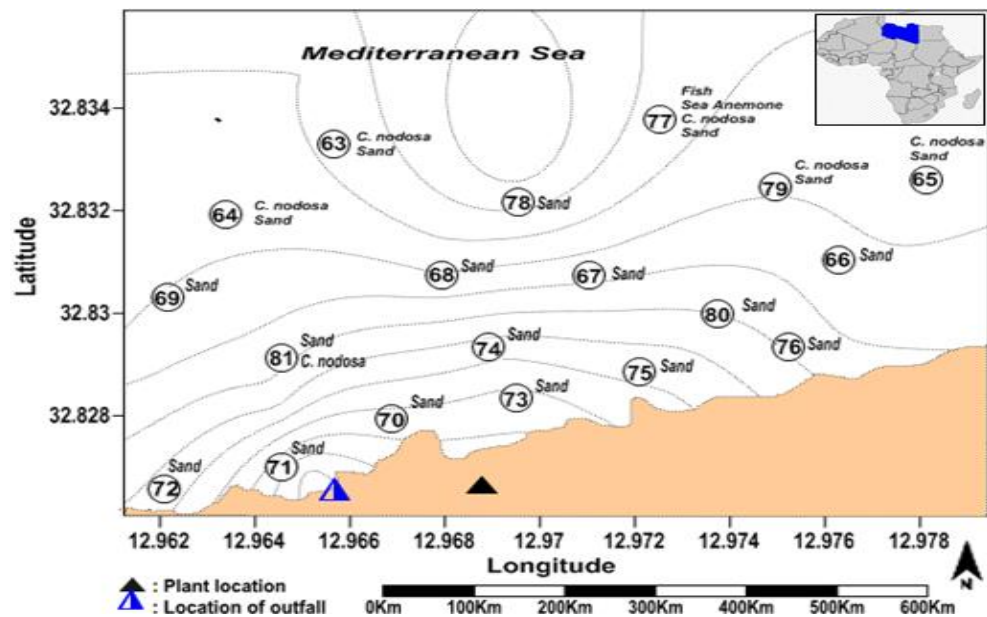 Mediterranean Sea
32.834
32.832
32.83
32.828
Latitude
63
C. nodosa
Sand
Fish
Sea Anemone
C. nodosa
Sand
77
C. nodosa
Sand
65
C. nodosa
Sand
79
64
C. nodosa
Sand
78
Sand
66
Sand
68
Sand
67
Sand
69
Sand
80
Sand
81
Sand
C. nodosa
74
Sand
76
Sand
75
Sand
73
Sand
70
Sand
71
Sand
72
Sand
12.962 12.964 12.966 12.968 12.97 12.972 12.974 12.976 12.978
Longitude
: Plant location
: Location of outfall
0Km 100Km 200Km 300Km 400Km 500Km 600Km
N